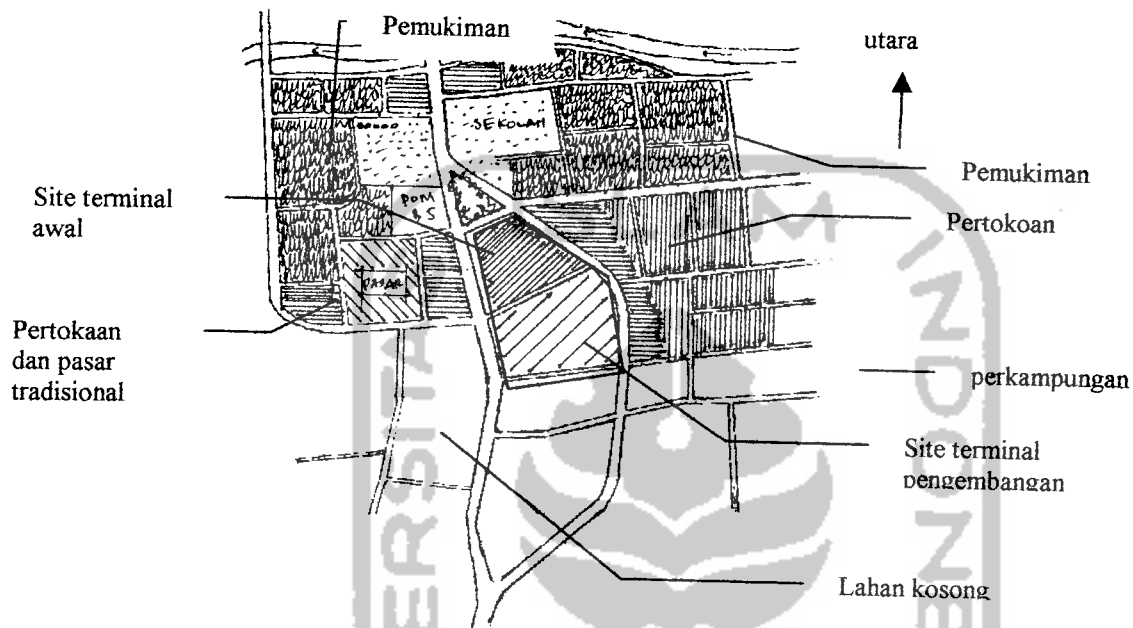 Pemukiman
utara
SEKOLAH
Pemukiman
Site terminal
awal
POM
Pertokoan
PASAR
Pertokaan
dan pasar
tradisional
perkampungan
Site terminal
pengembangan
Lahan kosong